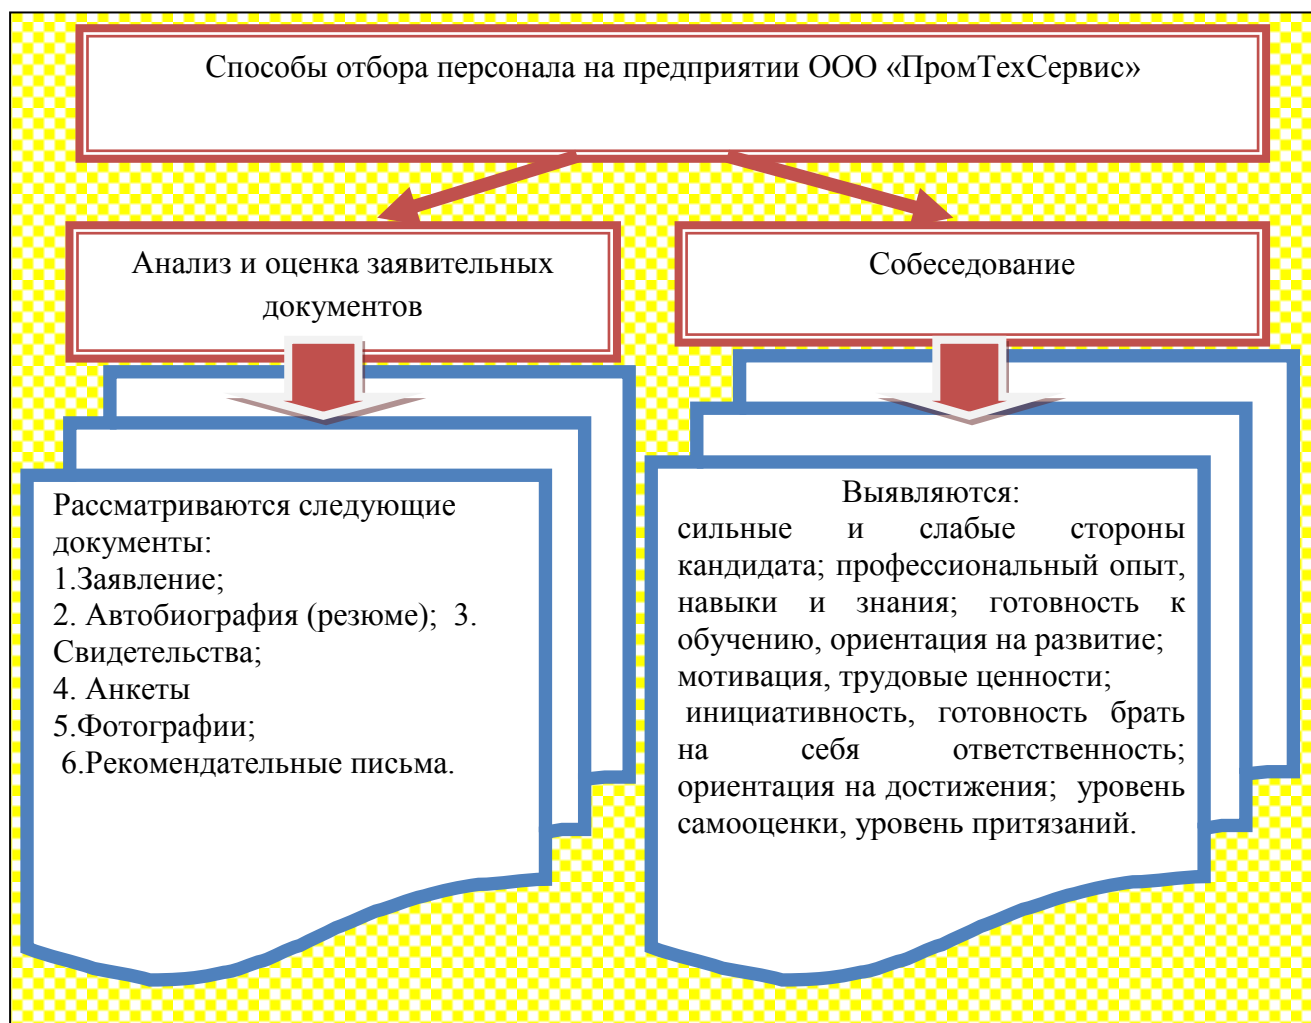 Способы отбора персонала на предприятии ООО «ПромТехСервис»
Анализ и оценка заявительных
документов
Собеседование
Рассматриваются следующие
документы:
1.Заявление;
2. Автобиография (резюме);  3.
Свидетельства;
4. Анкеты
5.Фотографии;
6.Рекомендательные письма.
Выявляются:
сильные и слабые стороны
кандидата; профессиональный опыт,
навыки и знания; готовность к
обучению, ориентация на развитие;
мотивация, трудовые ценности;
инициативность, готовность брать
на себя ответственность;
ориентация на достижения;  уровень
самооценки, уровень притязаний.